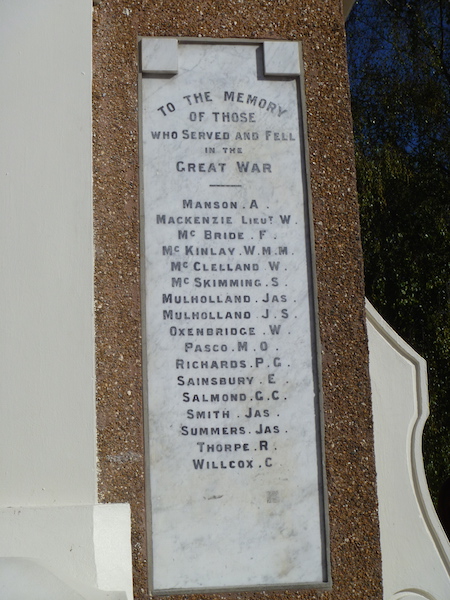 TO THE MEMORY
OF THOSE
WHO SERVED AND FELL
IN THE
GREAT WAR
MANSON . A .
MACKENZIE LIEUT W.
Mc BRIDE . F.
Mc KINLAY . W. M. M.
Mc CLELLAND W.
Mc SKIMMING . S .
MULHOLLAND . JAS .
MULHOLLAND . J. S .
OXENBRIDGE . W .
PASCO . M. O .
RICHARDS . P. G .
SAINSBURY . E .
SALMOND . G. C .
SMITH . JAS .
SUMMERS . JAS .
THORPE . R .
WILLCOX . C .